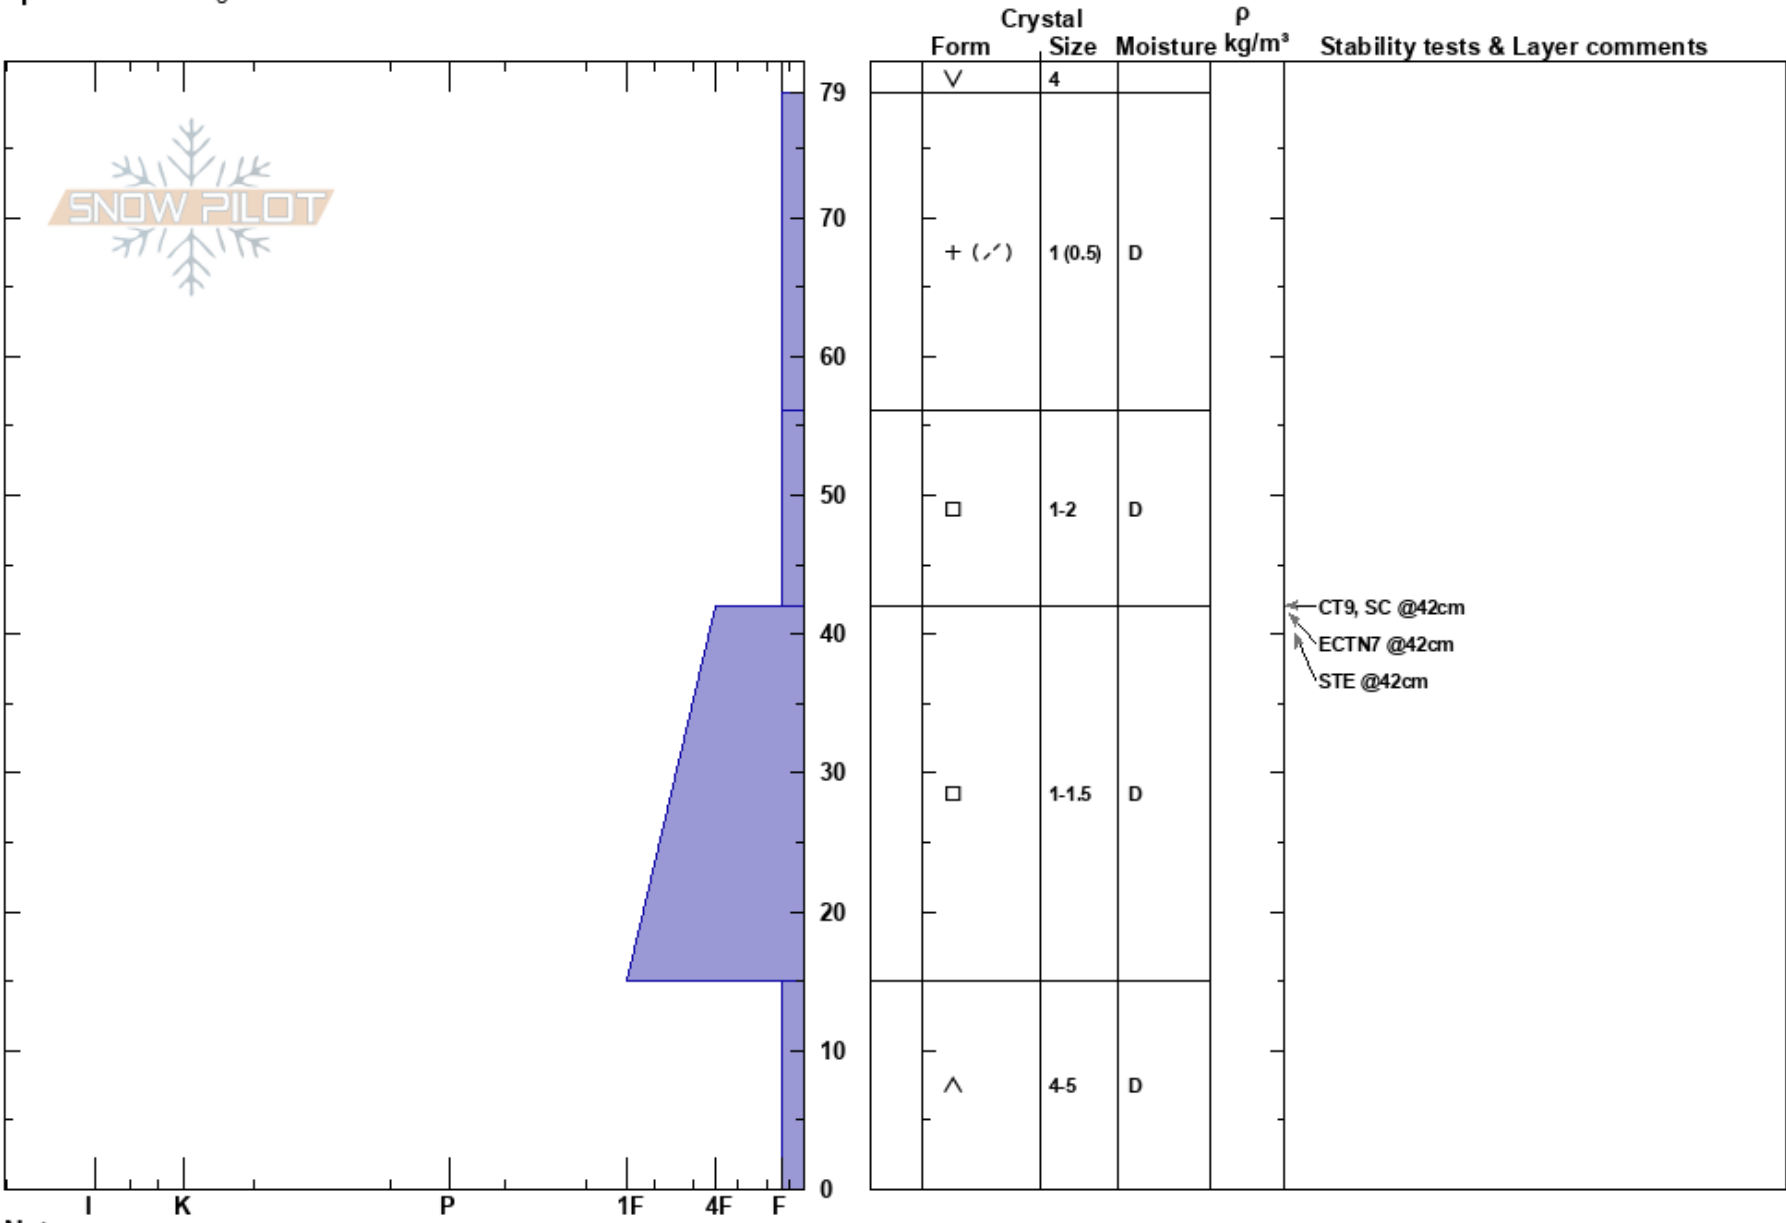 Crystal ρ
Form Size Moisture kg/m³ Stability tests & Layer comments
∨ 4
79
SNOW PILOT
70
+ (⟋) 1 (0.5) D
60
50
□ 1-2 D
CT9, SC @42cm
40
ECTN7 @42cm
STE @42cm
30
□ 1-1.5 D
20
10
∧ 4-5 D
0
I K P 1F 4F F